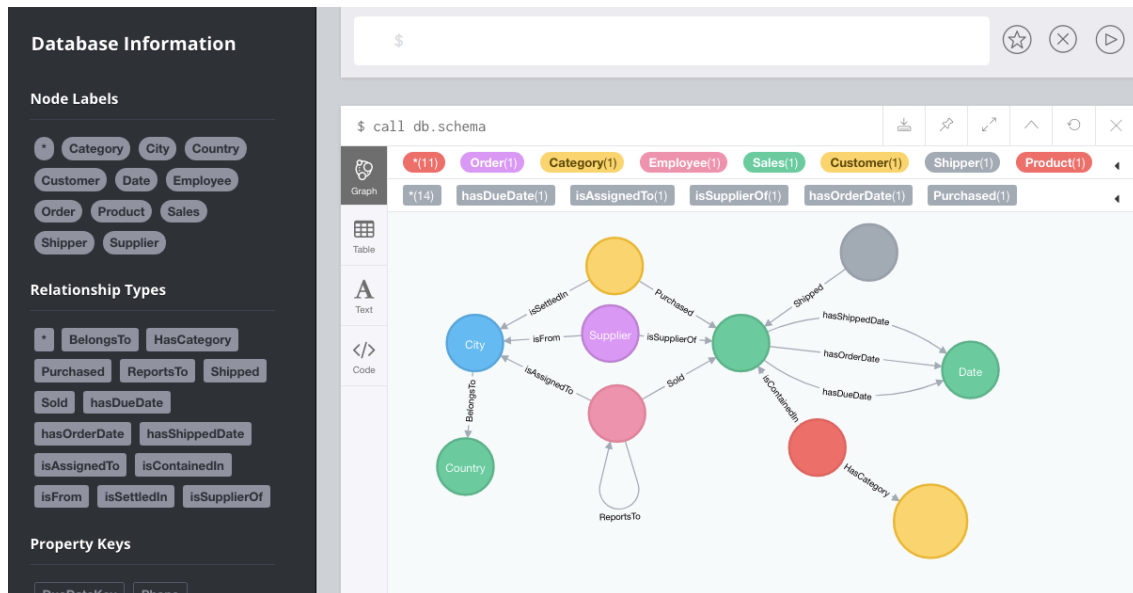 Database Information
Node Labels
* Category City Country
Customer Date Employee
Order Product Sales
Shipper Supplier
Relationship Types
* BelongsTo HasCategory
Purchased ReportsTo Shipped
Sold hasDueDate
hasOrderDate hasShippedDate
isAssignedTo isContainedIn
isFrom isSettledIn isSupplierOf
Property Keys
$
$ call db.schema
Graph
Table
A
Text
</>
Code
*(11) Order(1) Category(1) Employee(1) Sales(1) Customer(1) Shipper(1) Product(1)
*(14) hasDueDate(1) isAssignedTo(1) isSupplierOf(1) hasOrderDate(1) Purchased(1)
isSettledIn
Purchased
Shipped
hasShippedDate
City
isFrom
Supplier
isSupplierOf
hasOrderDate
Date
isAssignedTo
Sold
hasDueDate
BelongsTo
isContainedIn
Country
HasCategory
ReportsTo